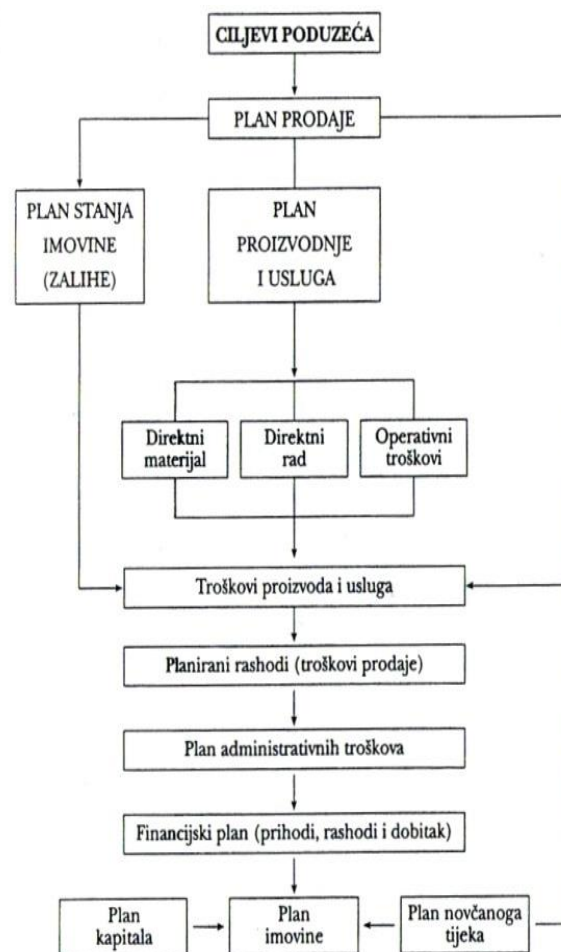 CILJEVI PODUZEĆA
PLAN PRODAJE
PLAN STANJA
IMOVINE
(ZALIHE)
PLAN
PROIZVODNJE
I USLUGA
Direktni
materijal
Direktni
rad
Operativni
troškovi
Troškovi proizvoda i usluga
Planirani rashodi (troškovi prodaje)
Plan administrativnih troškova
Financijski plan (prihodi, rashodi i dobitak)
Plan
kapitala
Plan
imovine
Plan novčanoga
tijeka